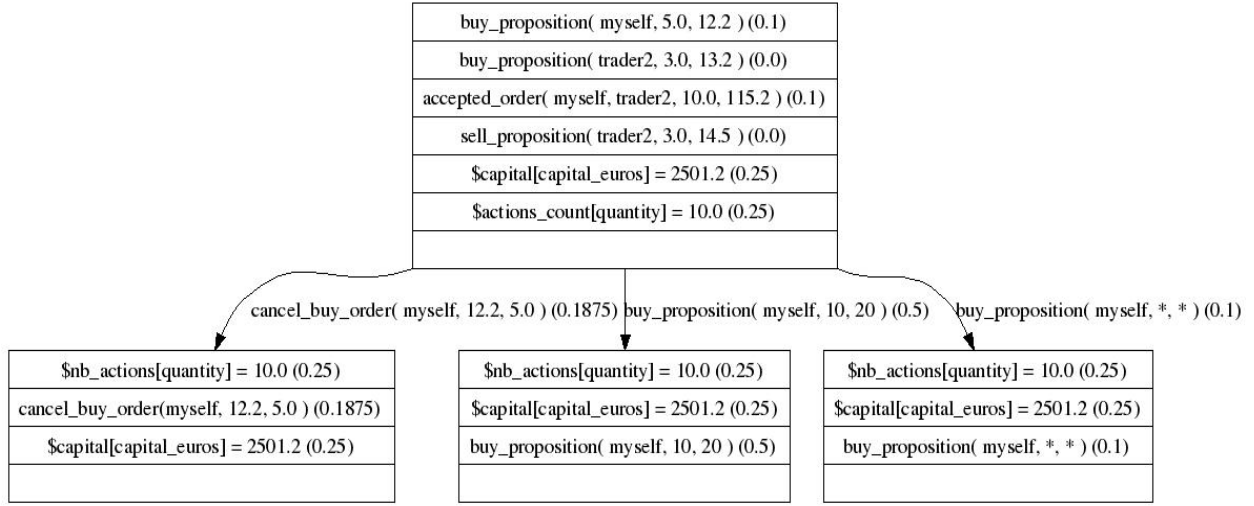 buy_proposition( myself, 5.0, 12.2 ) (0.1)
buy_proposition( trader2, 3.0, 13.2 ) (0.0)
accepted_order( myself, trader2, 10.0, 115.2 ) (0.1)
sell_proposition( trader2, 3.0, 14.5 ) (0.0)
$capital[capital_euros] = 2501.2 (0.25)
$actions_count[quantity] = 10.0 (0.25)
cancel_buy_order( myself, 12.2, 5.0 ) (0.1875)
buy_proposition( myself, 10, 20 ) (0.5)
buy_proposition( myself, *, * ) (0.1)
$nb_actions[quantity] = 10.0 (0.25)
cancel_buy_order(myself, 12.2, 5.0 ) (0.1875)
$capital[capital_euros] = 2501.2 (0.25)
$nb_actions[quantity] = 10.0 (0.25)
$capital[capital_euros] = 2501.2 (0.25)
buy_proposition( myself, 10, 20 ) (0.5)
$nb_actions[quantity] = 10.0 (0.25)
$capital[capital_euros] = 2501.2 (0.25)
buy_proposition( myself, *, * ) (0.1)